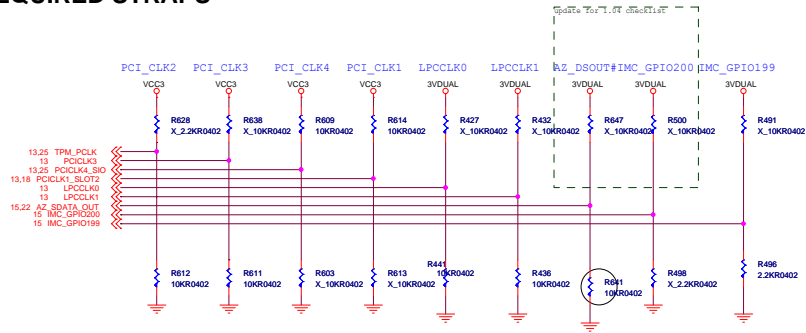 EQUIRED STRAPS
update for 1.04 checklist
PCI_CLK2 PCI_CLK3 PCI_CLK4 PCI_CLK1 LPCCLK0 LPCCLK1 AZ_DSOUT# IMC_GPIO200 IMC_GPIO199
VCC3 VCC3 VCC3 VCC3 3VDUAL 3VDUAL 3VDUAL 3VDUAL 3VDUAL
R628 R638 R609 R614 R427 R432 R647 R500 R491
X_2.2KR0402 X_10KR0402 10KR0402 10KR0402 X_10KR0402 X_10KR0402 X_10KR0402 X_10KR0402 X_10KR0402
13,25 TPM_PCLK
13 PCICLK3
13,25 PCICLK4_SIO
13,18 PCICLK1_SLOT2
13 LPCCLK0
13 LPCCLK1
15,22 AZ_SDATA_OUT
15 IMC_GPIO200
15 IMC_GPIO199
R612 R611 R603 R613 R441 R436 R641 R498 R496
10KR0402 10KR0402 X_10KR0402 X_10KR0402 10KR0402 10KR0402 10KR0402 X_2.2KR0402 2.2KR0402